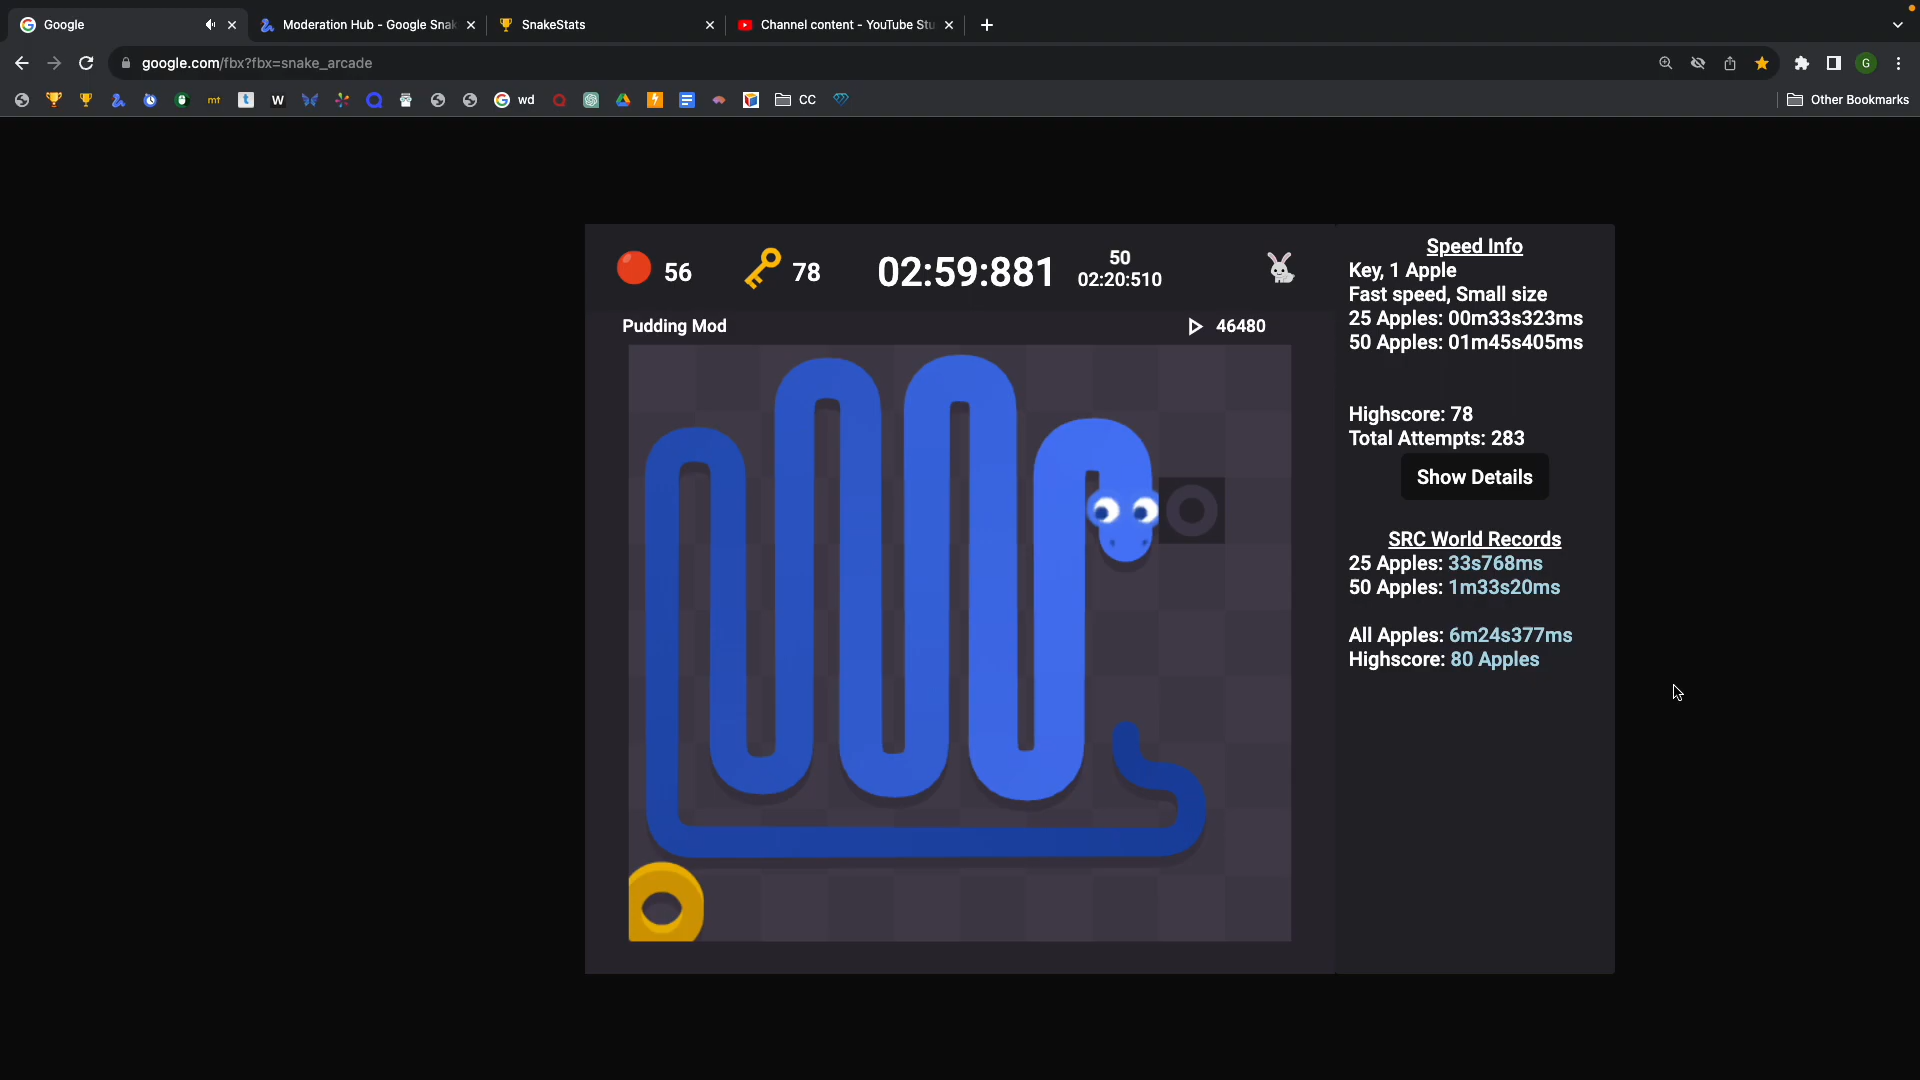 Google
Moderation Hub - Google Snak
SnakeStats
Channel content - YouTube Stu
google.com/fbx?fbx=snake_arcade
G
mt
t
W
wd
CC
Other Bookmarks
56
78
02:59:881
50
02:20:510
Pudding Mod
46480
Speed Info
Key, 1 Apple
Fast speed, Small size
25 Apples: 00m33s323ms
50 Apples: 01m45s405ms
Highscore: 78
Total Attempts: 283
Show Details
SRC World Records
25 Apples: 33s768ms
50 Apples: 1m33s20ms
All Apples: 6m24s377ms
Highscore: 80 Apples